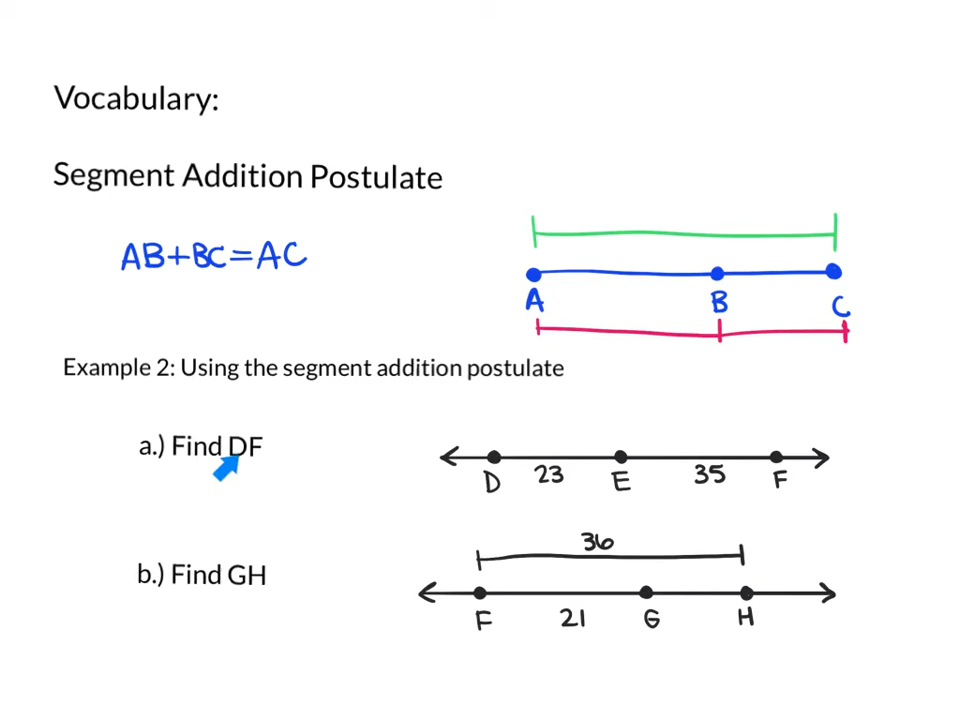 Vocabulary:
Segment Addition Postulate
AB+BC=AC
A B C
Example 2: Using the segment addition postulate
a.) Find DF
D 23 E 35 F
36
b.) Find GH
F 21 G H